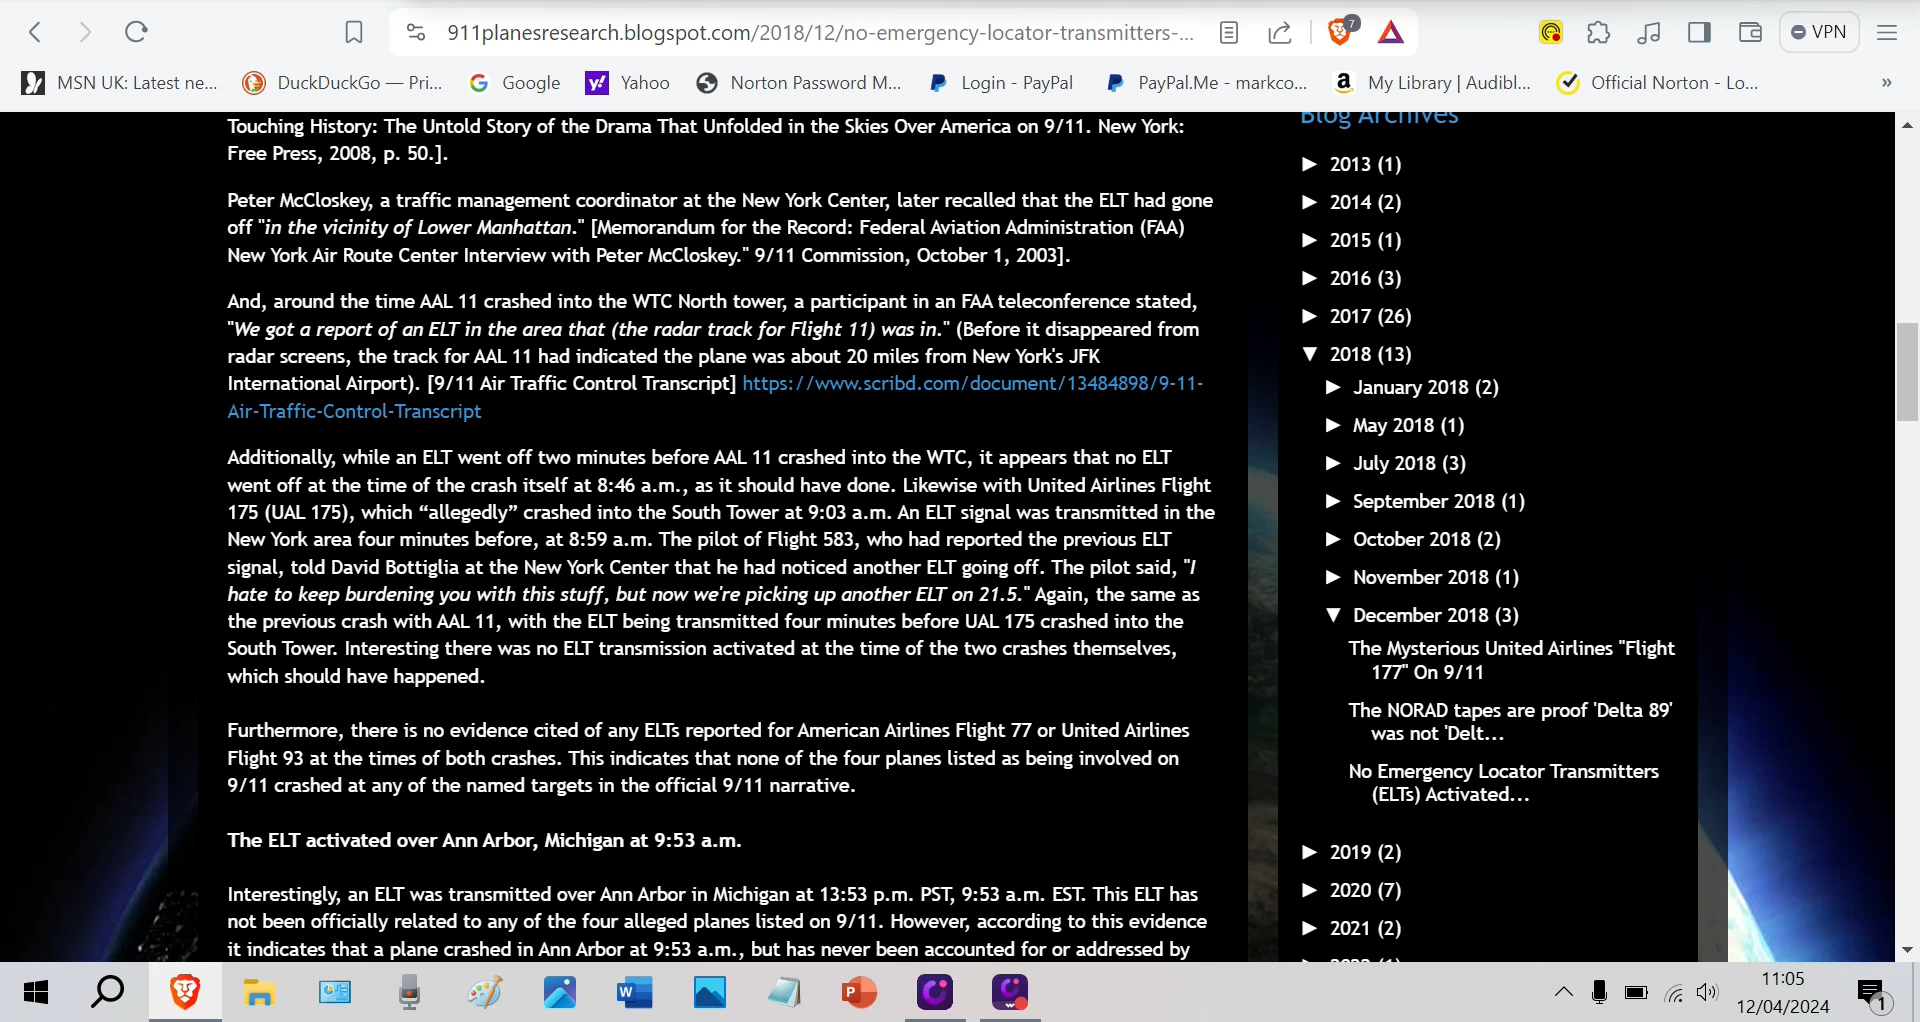 911planesresearch.blogspot.com/2018/12/no-emergency-locator-transmitters-...
7
VPN
MSN UK: Latest ne...
DuckDuckGo — Pri...
Google
Yahoo
Norton Password M...
Login - PayPal
PayPal.Me - markco...
My Library | Audibl...
Official Norton - Lo...
»
Touching History: The Untold Story of the Drama That Unfolded in the Skies Over America on 9/11. New York:
Free Press, 2008, p. 50.].
Peter McCloskey, a traffic management coordinator at the New York Center, later recalled that the ELT had gone
off "in the vicinity of Lower Manhattan." [Memorandum for the Record: Federal Aviation Administration (FAA)
New York Air Route Center Interview with Peter McCloskey." 9/11 Commission, October 1, 2003].
And, around the time AAL 11 crashed into the WTC North tower, a participant in an FAA teleconference stated,
"We got a report of an ELT in the area that (the radar track for Flight 11) was in." (Before it disappeared from
radar screens, the track for AAL 11 had indicated the plane was about 20 miles from New York's JFK
International Airport). [9/11 Air Traffic Control Transcript] https://www.scribd.com/document/13484898/9-11-
Air-Traffic-Control-Transcript
Additionally, while an ELT went off two minutes before AAL 11 crashed into the WTC, it appears that no ELT
went off at the time of the crash itself at 8:46 a.m., as it should have done. Likewise with United Airlines Flight
175 (UAL 175), which “allegedly” crashed into the South Tower at 9:03 a.m. An ELT signal was transmitted in the
New York area four minutes before, at 8:59 a.m. The pilot of Flight 583, who had reported the previous ELT
signal, told David Bottiglia at the New York Center that he had noticed another ELT going off. The pilot said, "I
hate to keep burdening you with this stuff, but now we're picking up another ELT on 21.5." Again, the same as
the previous crash with AAL 11, with the ELT being transmitted four minutes before UAL 175 crashed into the
South Tower. Interesting there was no ELT transmission activated at the time of the two crashes themselves,
which should have happened.
Furthermore, there is no evidence cited of any ELTs reported for American Airlines Flight 77 or United Airlines
Flight 93 at the times of both crashes. This indicates that none of the four planes listed as being involved on
9/11 crashed at any of the named targets in the official 9/11 narrative.
The ELT activated over Ann Arbor, Michigan at 9:53 a.m.
Interestingly, an ELT was transmitted over Ann Arbor in Michigan at 13:53 p.m. PST, 9:53 a.m. EST. This ELT has
not been officially related to any of the four alleged planes listed on 9/11. However, according to this evidence
it indicates that a plane crashed in Ann Arbor at 9:53 a.m., but has never been accounted for or addressed by
Blog Archives
► 2013 (1)
► 2014 (2)
► 2015 (1)
► 2016 (3)
► 2017 (26)
▼ 2018 (13)
► January 2018 (2)
► May 2018 (1)
► July 2018 (3)
► September 2018 (1)
► October 2018 (2)
► November 2018 (1)
▼ December 2018 (3)
The Mysterious United Airlines "Flight
177" On 9/11
The NORAD tapes are proof 'Delta 89'
was not 'Delt...
No Emergency Locator Transmitters
(ELTs) Activated...
► 2019 (2)
► 2020 (7)
► 2021 (2)
11:05
12/04/2024
1